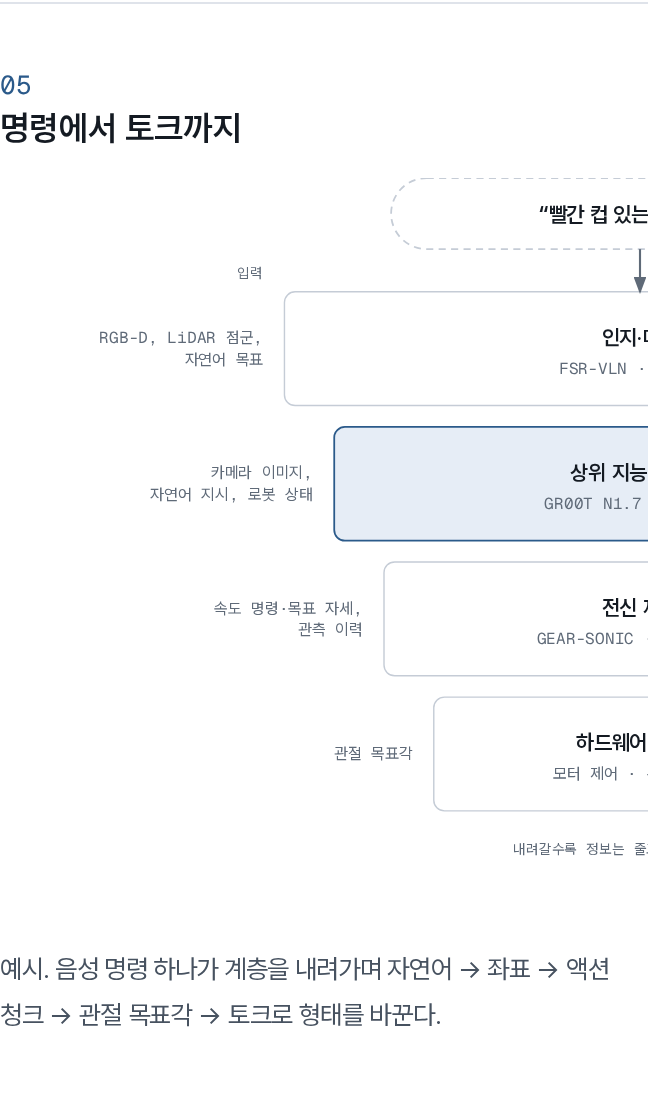 05
명령에서 토크까지
“빨간 컵 있는
입력
RGB-D, LiDAR 점군,
자연어 목표
인지·
FSR-VLN ·
카메라 이미지,
자연어 지시, 로봇 상태
상위 지능
GR00T N1.7
속도 명령·목표 자세,
관측 이력
전신
GEAR-SONIC
관절 목표각
하드웨어
모터 제어 ·
내려갈수록 정보는
예시. 음성 명령 하나가 계층을 내려가며 자연어 → 좌표 → 액션
청크 → 관절 목표각 → 토크로 형태를 바꾼다.